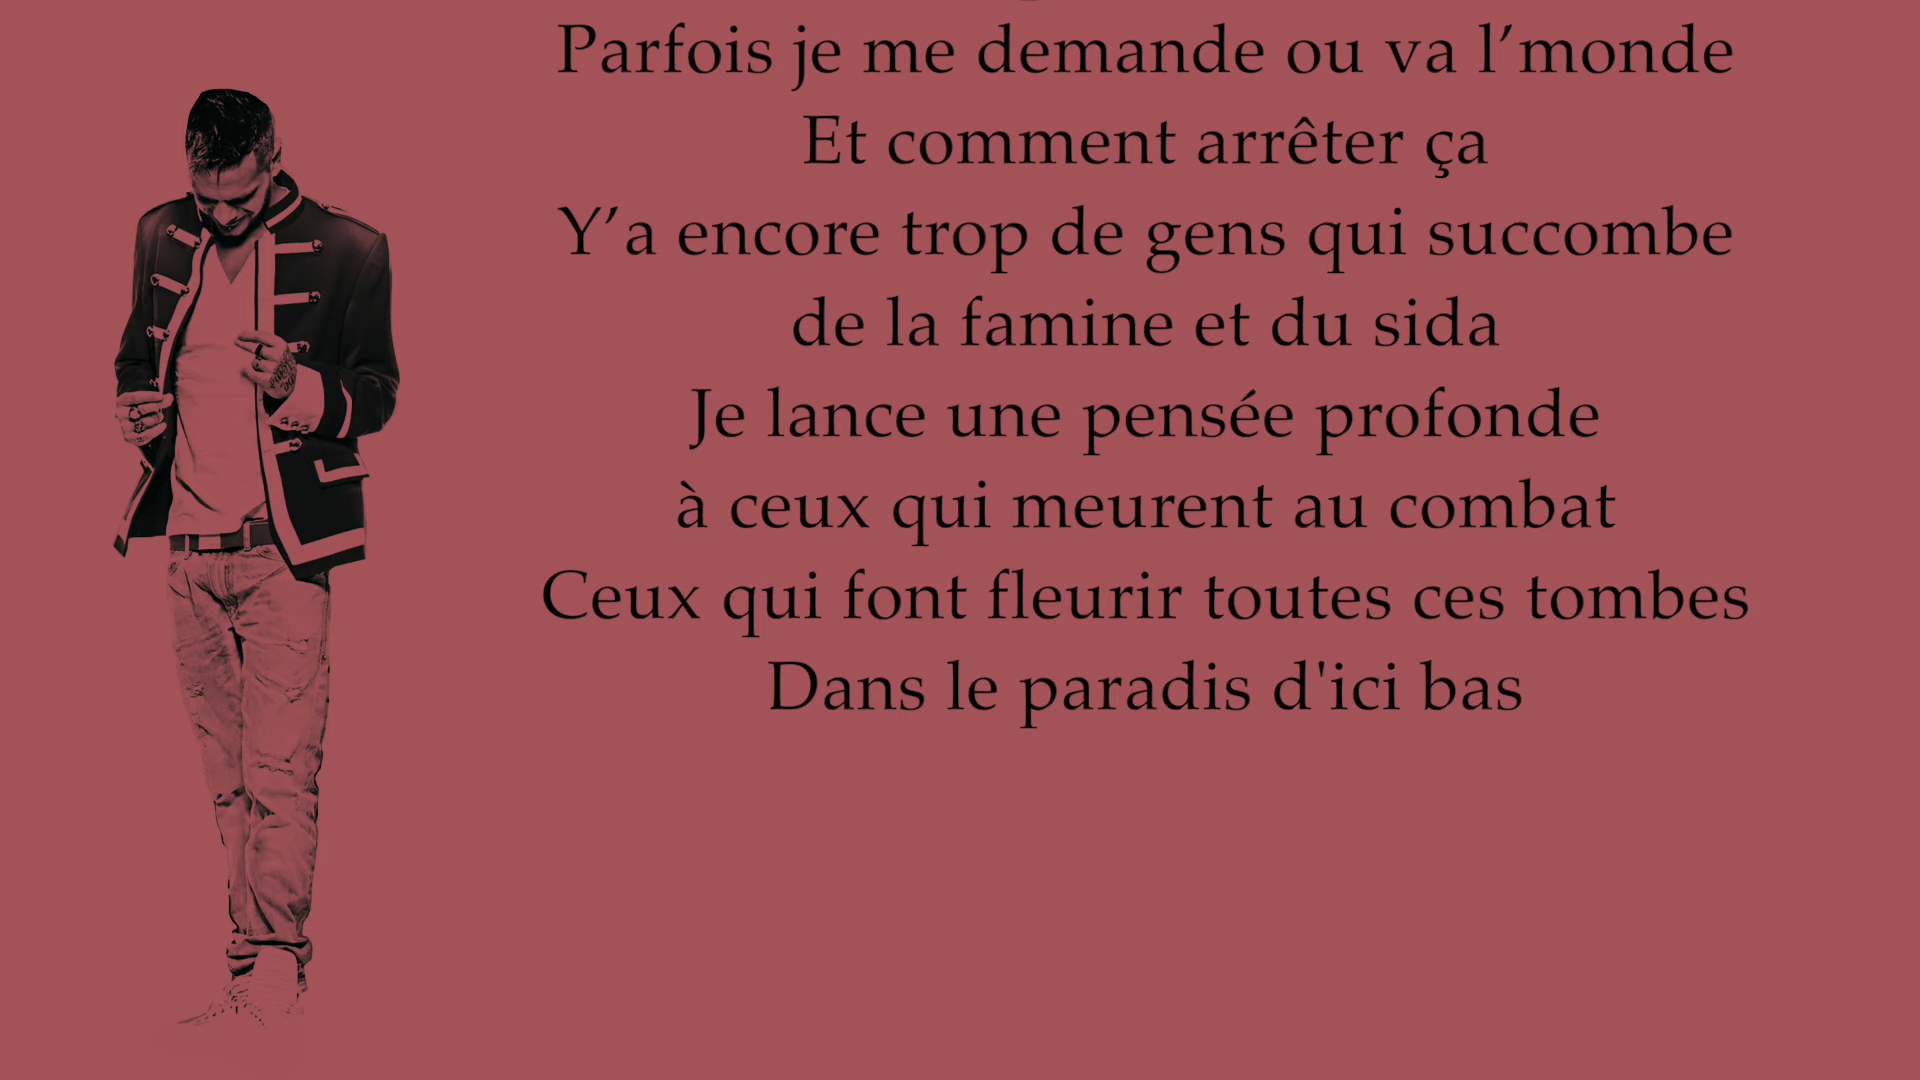 Parfois je me demande ou va l’monde
Et comment arrêter ça
Y’a encore trop de gens qui succombe
de la famine et du sida
Je lance une pensée profonde
à ceux qui meurent au combat
Ceux qui font fleurir toutes ces tombes
Dans le paradis d'ici bas